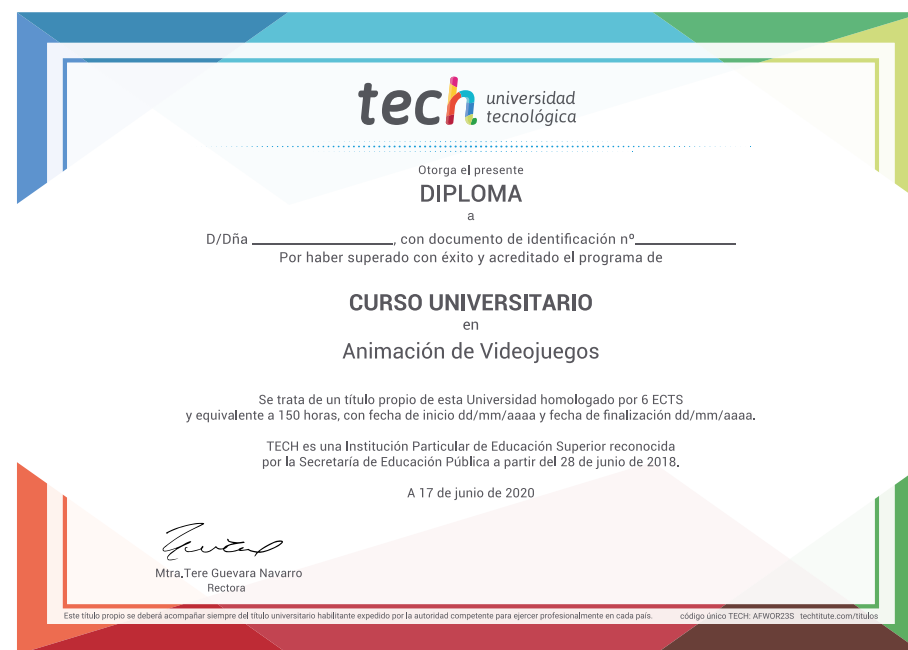 tech universidad
tecnológica
Otorga el presente
DIPLOMA
a
D/Dña ____________, con documento de identificación nº____________
Por haber superado con éxito y acreditado el programa de
CURSO UNIVERSITARIO
en
Animación de Videojuegos
Se trata de un título propio de esta Universidad homologado por 6 ECTS
y equivalente a 150 horas, con fecha de inicio dd/mm/aaaa y fecha de finalización dd/mm/aaaa.
TECH es una Institución Particular de Educación Superior reconocida
por la Secretaría de Educación Pública a partir del 28 de junio de 2018.
A 17 de junio de 2020
Mtra.Tere Guevara Navarro
Rectora
Este título propio se deberá acompañar siempre del título universitario habilitante expedido por la autoridad competente para ejercer profesionalmente en cada país. código único TECH: AFWOR23S techtitute.com/titulos